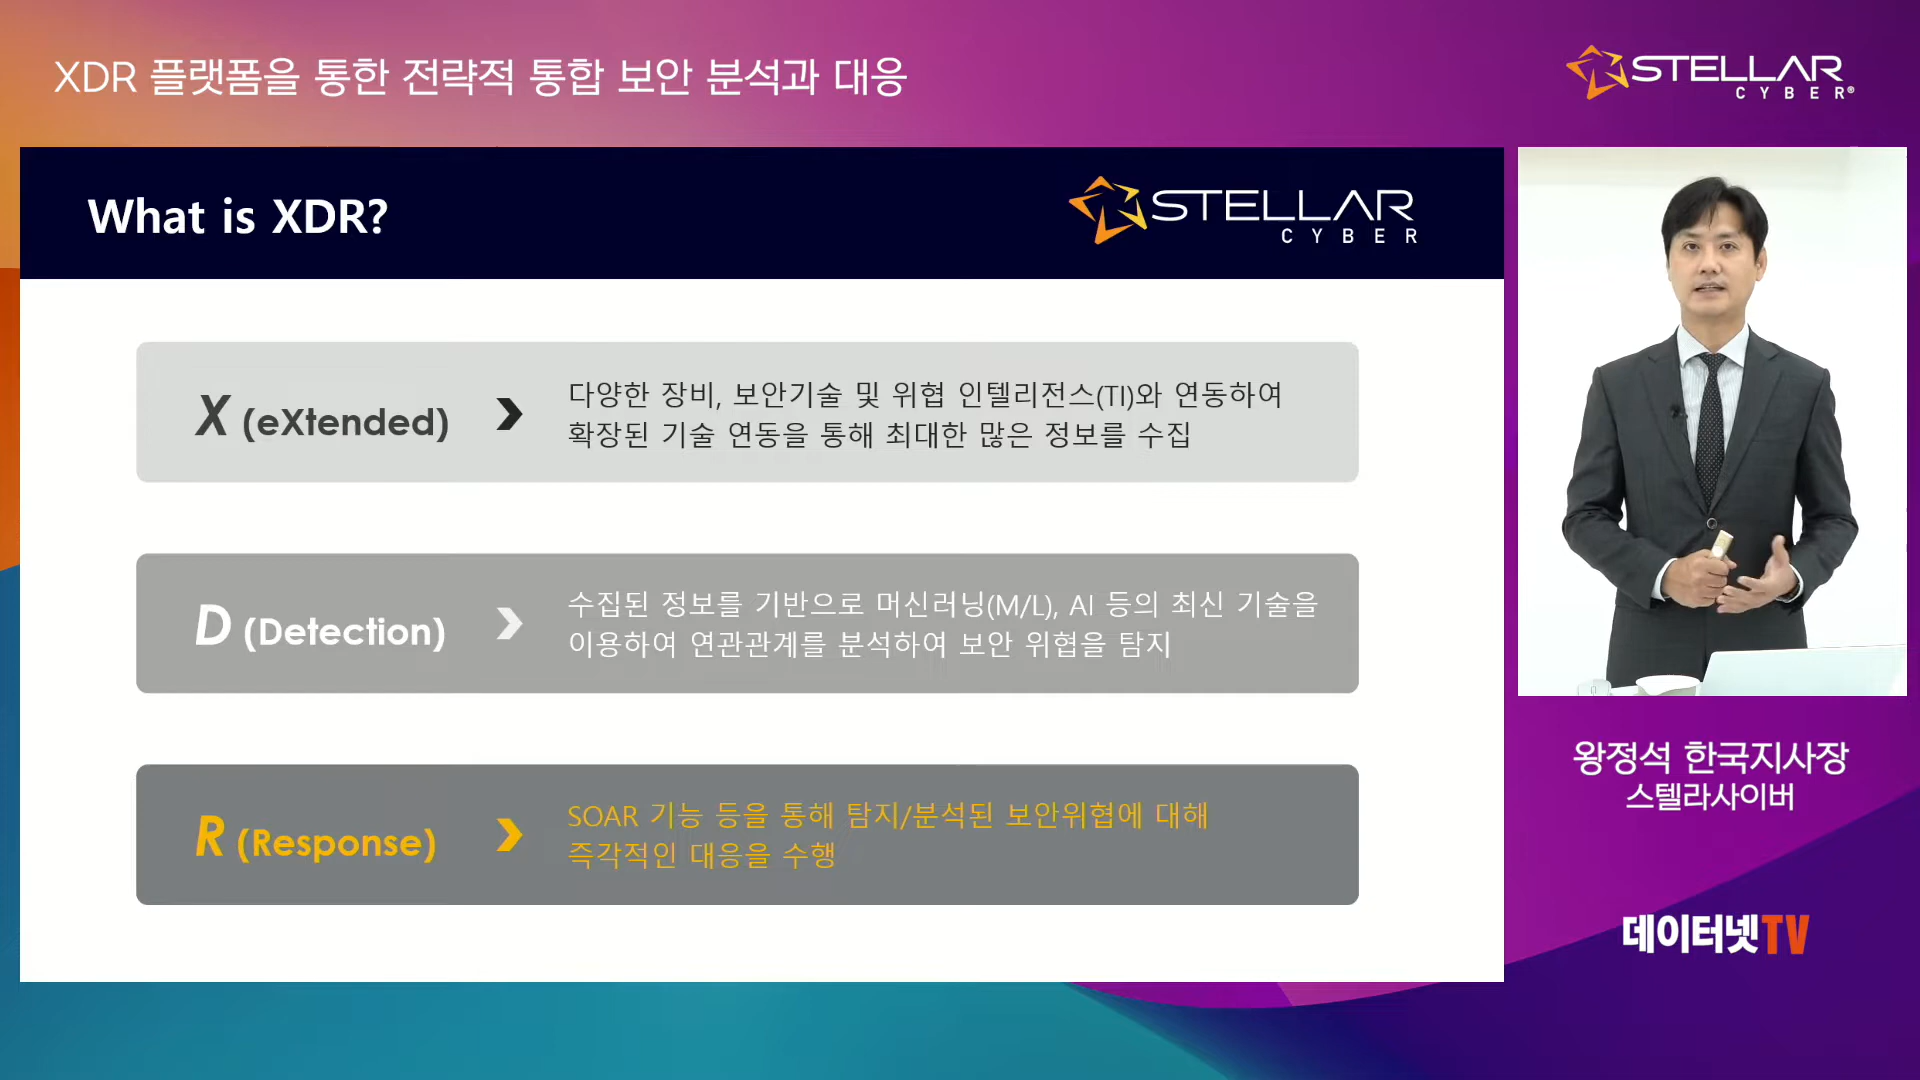 XDR 플랫폼을 통한 전략적 통합 보안 분석과 대응
STELLAR
CYBER®
What is XDR?
STELLAR
CYBER
X (eXtended)
다양한 장비, 보안기술 및 위협 인텔리전스(TI)와 연동하여
확장된 기술 연동을 통해 최대한 많은 정보를 수집
D (Detection)
수집된 정보를 기반으로 머신러닝(M/L), AI 등의 최신 기술을
이용하여 연관관계를 분석하여 보안 위협을 탐지
R (Response)
SOAR 기능 등을 통해 탐지/분석된 보안위협에 대해
즉각적인 대응을 수행
왕정석 한국지사장
스텔라사이버
데이터넷TV